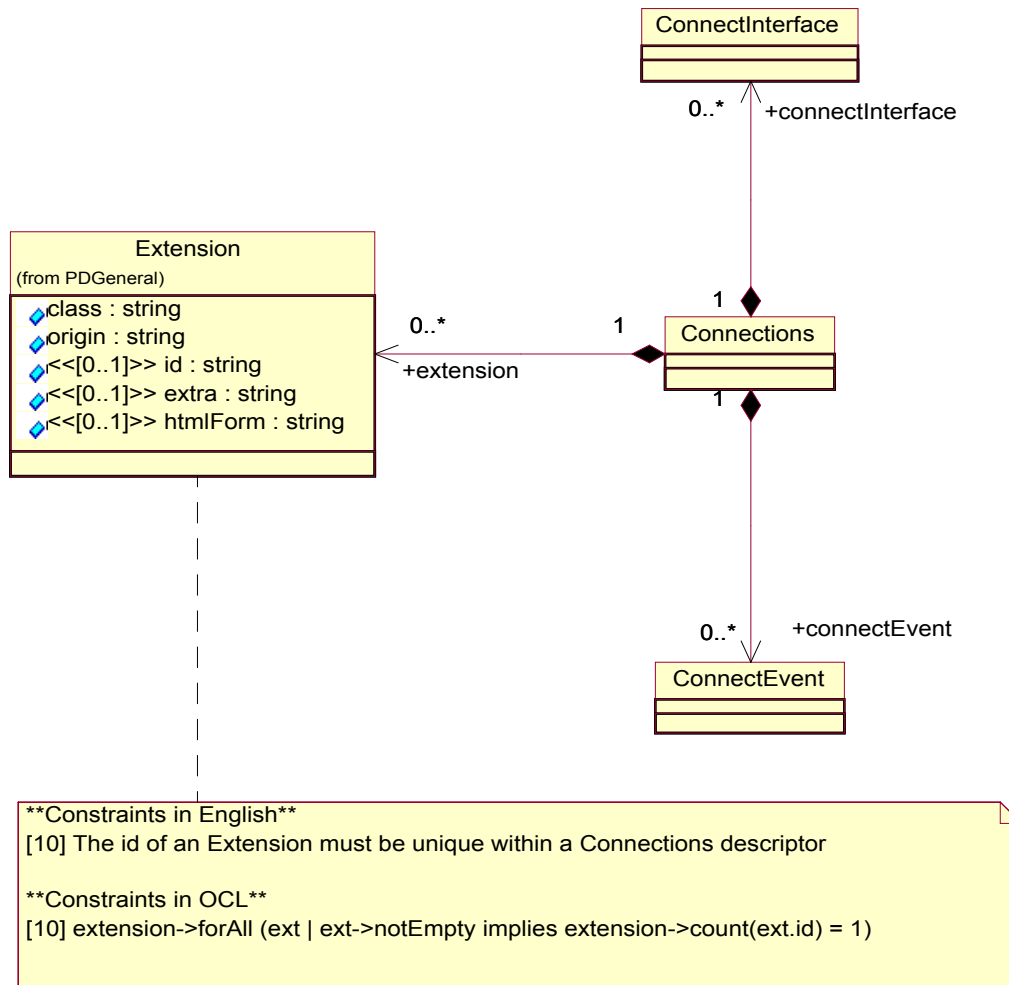 ConnectInterface
0..*
+connectInterface
Extension
(from PDGeneral)
class : string
origin : string
<<[0..1]>> id : string
<<[0..1]>> extra : string
<<[0..1]>> htmlForm : string
0..*
+extension
1
1
Connections
1
0..*
+connectEvent
ConnectEvent
**Constraints in English**
[10] The id of an Extension must be unique within a Connections descriptor
**Constraints in OCL**
[10] extension->forAll (ext | ext->notEmpty implies extension->count(ext.id) = 1)